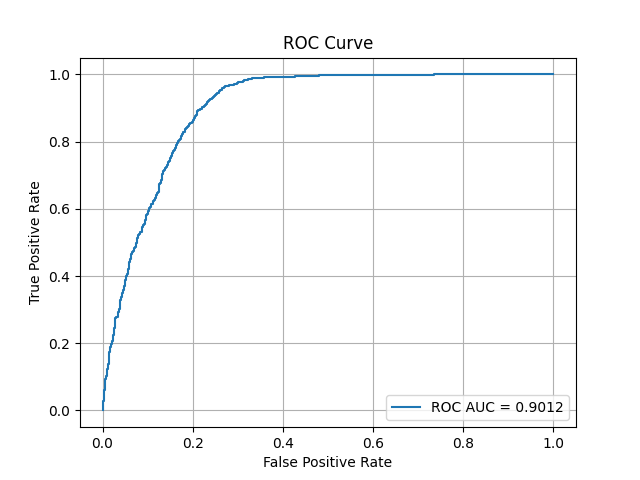 ROC Curve
True Positive Rate
1.0
0.8
0.6
0.4
0.2
0.0
ROC AUC = 0.9012
0.0 0.2 0.4 0.6 0.8 1.0
False Positive Rate